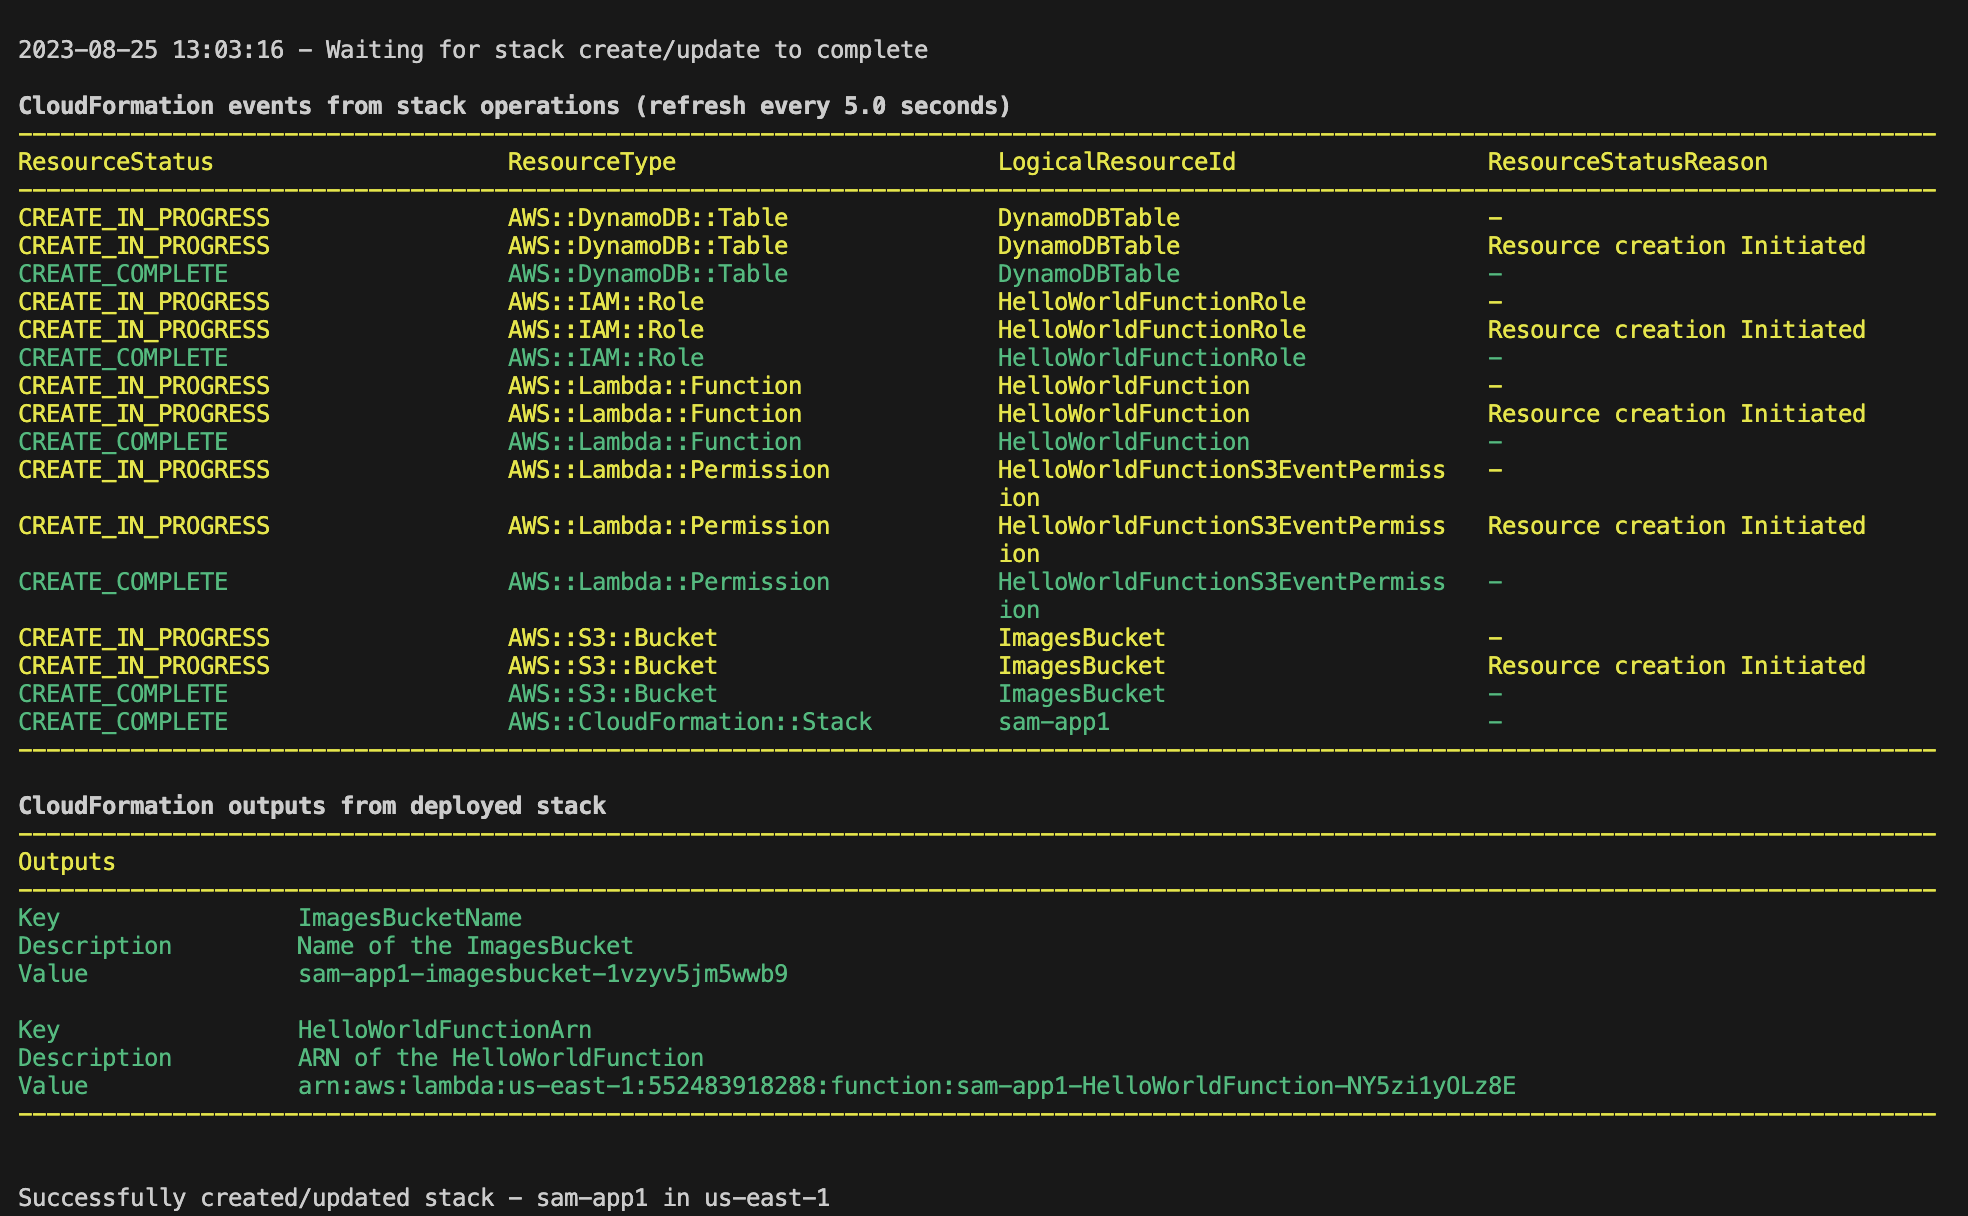 2023-08-25 13:03:16 - Waiting for stack create/update to complete
CloudFormation events from stack operations (refresh every 5.0 seconds)
ResourceStatus ResourceType LogicalResourceId ResourceStatusReason
CREATE_IN_PROGRESS AWS::DynamoDB::Table DynamoDBTable -
CREATE_IN_PROGRESS AWS::DynamoDB::Table DynamoDBTable Resource creation Initiated
CREATE_COMPLETE AWS::DynamoDB::Table DynamoDBTable -
CREATE_IN_PROGRESS AWS::IAM::Role HelloWorldFunctionRole -
CREATE_IN_PROGRESS AWS::IAM::Role HelloWorldFunctionRole Resource creation Initiated
CREATE_COMPLETE AWS::IAM::Role HelloWorldFunctionRole -
CREATE_IN_PROGRESS AWS::Lambda::Function HelloWorldFunction -
CREATE_IN_PROGRESS AWS::Lambda::Function HelloWorldFunction Resource creation Initiated
CREATE_COMPLETE AWS::Lambda::Function HelloWorldFunction -
CREATE_IN_PROGRESS AWS::Lambda::Permission HelloWorldFunctionS3EventPermiss -
ion
CREATE_IN_PROGRESS AWS::Lambda::Permission HelloWorldFunctionS3EventPermiss Resource creation Initiated
ion
CREATE_COMPLETE AWS::Lambda::Permission HelloWorldFunctionS3EventPermiss -
ion
CREATE_IN_PROGRESS AWS::S3::Bucket ImagesBucket -
CREATE_IN_PROGRESS AWS::S3::Bucket ImagesBucket Resource creation Initiated
CREATE_COMPLETE AWS::S3::Bucket ImagesBucket -
CREATE_COMPLETE AWS::CloudFormation::Stack sam-app1 -
CloudFormation outputs from deployed stack
Outputs
Key ImagesBucketName
Description Name of the ImagesBucket
Value sam-app1-imagesbucket-1vzyv5jm5wwb9
Key HelloWorldFunctionArn
Description ARN of the HelloWorldFunction
Value arn:aws:lambda:us-east-1:552483918288:function:sam-app1-HelloWorldFunction-NY5zi1yOLz8E
Successfully created/updated stack - sam-app1 in us-east-1